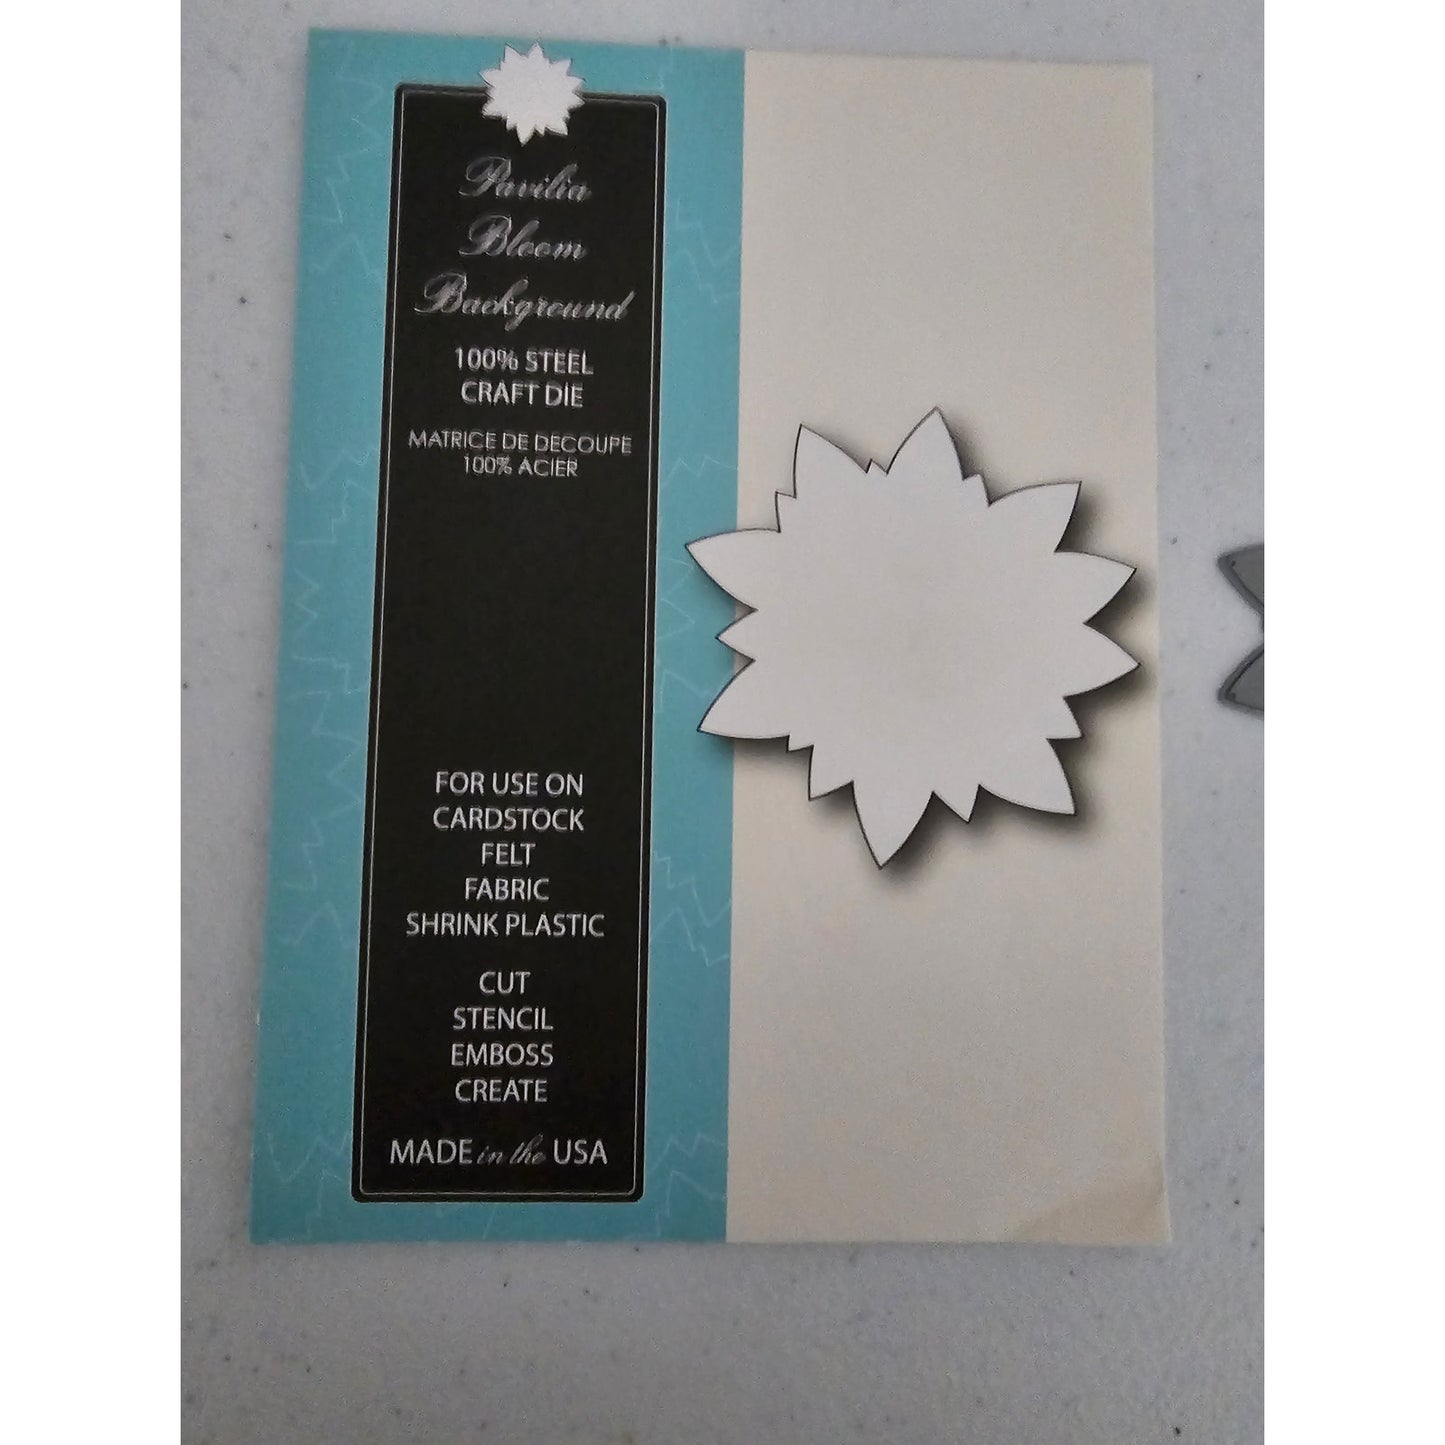 Pavilia
Bloom
Background
100% STEEL
CRAFT DIE
MATRICE DE DECOUPE
100% ACIER
FOR USE ON
CARDSTOCK
FELT
FABRIC
SHRINK PLASTIC
CUT
STENCIL
EMBOSS
CREATE
MADE in the USA